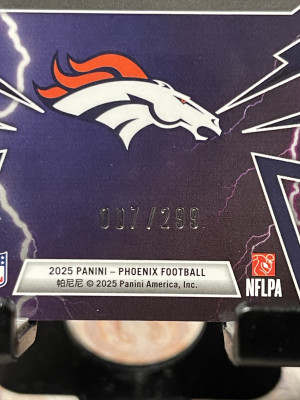 007/299
2025 PANINI – PHOENIX FOOTBALL
帕尼尼 © 2025 Panini America, Inc.
NFLPA